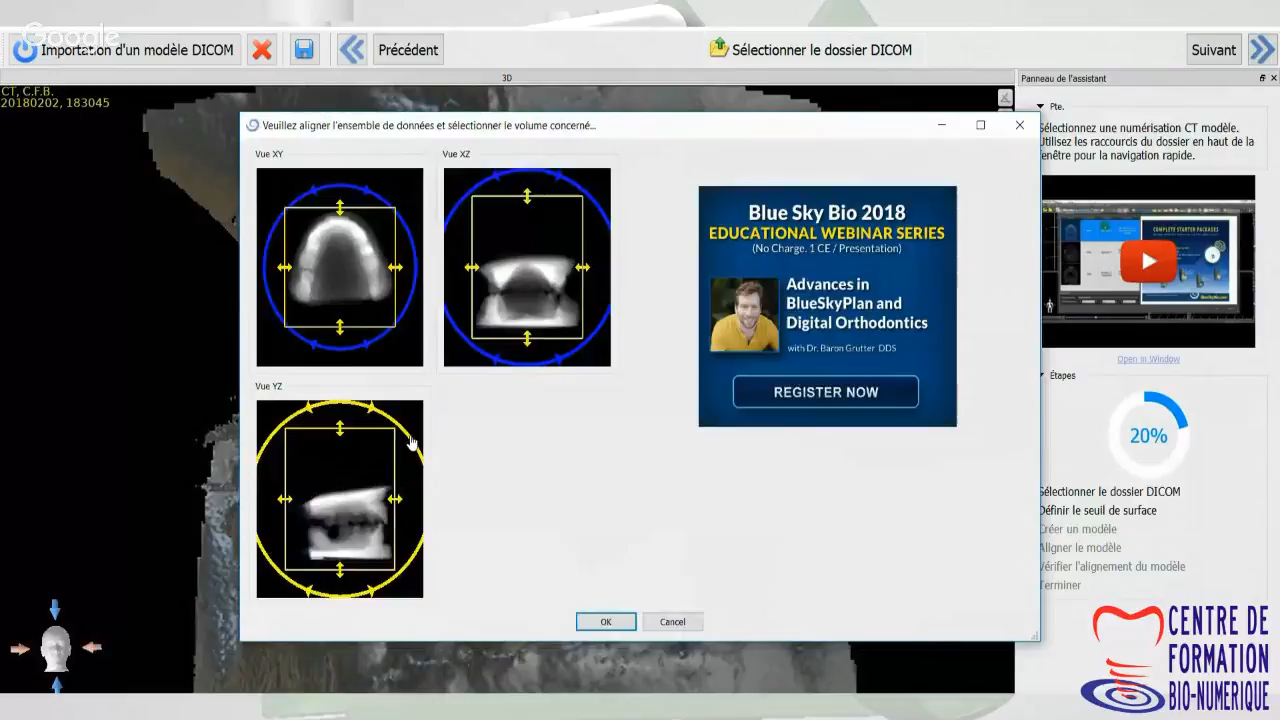 Google
Importation d'un modèle DICOM
Précédent
Sélectionner le dossier DICOM
Suivant
3D
Panneau de l'assistant
CT, C.F.B.
20180202, 183045
Veuillez aligner l'ensemble de données et sélectionner le volume concerné...
Vue XY
Vue XZ
Vue YZ
Blue Sky Bio 2018
EDUCATIONAL WEBINAR SERIES
(No Charge. 1 CE / Presentation)
Advances in
BlueSkyPlan and
Digital Orthodontics
with Dr. Baron Grutter DDS
REGISTER NOW
OK
Cancel
Pte.
Sélectionnez une numérisation CT modèle.
Utilisez les raccourcis du dossier en haut de la
fenêtre pour la navigation rapide.
COMPLETE STARTER PACKAGES
Open in Window
Étapes
20%
Sélectionner le dossier DICOM
Définir le seuil de surface
Créer un modèle
Aligner le modèle
Vérifier l'alignement du modèle
Terminer
CENTRE DE
FORMATION
BIO-NUMERIQUE